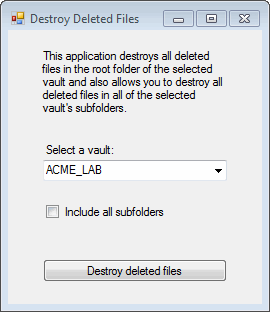 Destroy Deleted Files
This application destroys all deleted
files in the root folder of the selected
vault and also allows you to destroy all
deleted files in all of the selected
vault's subfolders.
Select a vault:
ACME_LAB
Include all subfolders
Destroy deleted files